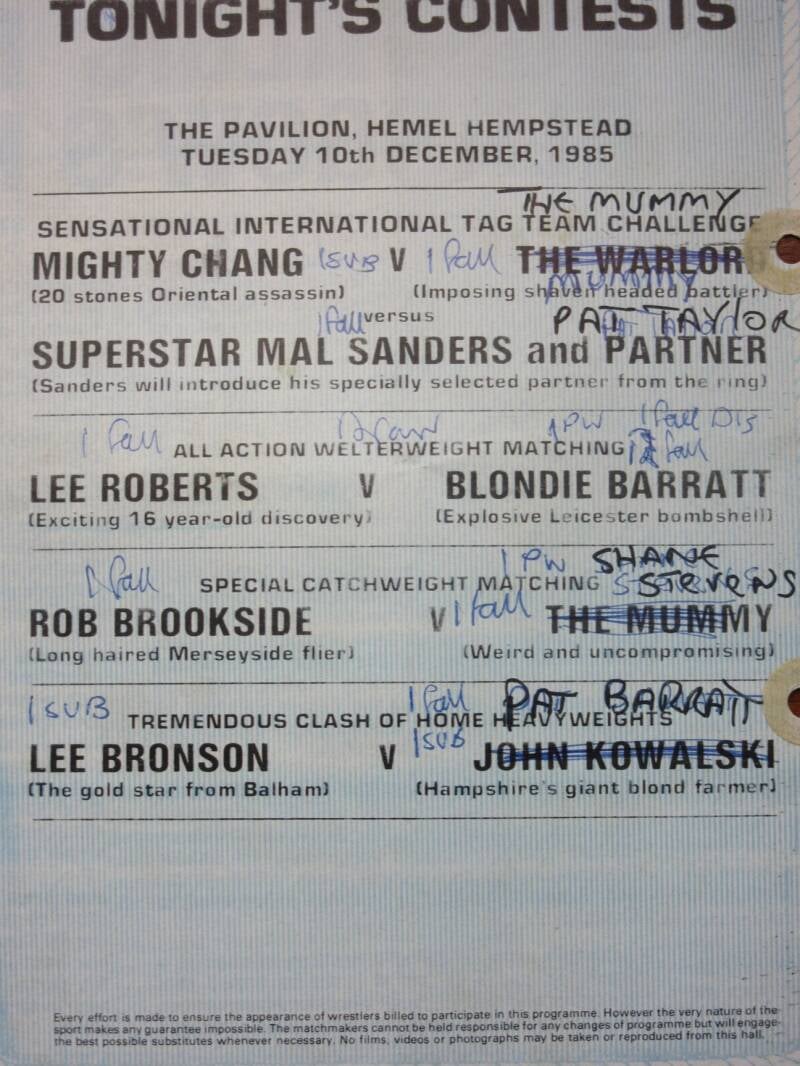 TONIGHT'S CONTESTS
THE PAVILION, HEMEL HEMPSTEAD
TUESDAY 10th DECEMBER, 1985
THE MUMMY
SENSATIONAL INTERNATIONAL TAG TEAM CHALLENGE
MIGHTY CHANG 1 SUB V 1 fall THE WARLORD
MUMMY
(20 stones Oriental assassin) (Imposing shaven headed battler)
1 fall versus PAT TAYLOR
SUPERSTAR MAL SANDERS and PARTNER
(Sanders will introduce his specially selected partner from the ring)
1 fall 1 Draw 1 PW 1 fall DIS
ALL ACTION WELTERWEIGHT MATCHING fall
LEE ROBERTS V BLONDIE BARRATT
(Exciting 16 year-old discovery) (Explosive Leicester bombshell)
1 fall 1 PW SHANE
SPECIAL CATCHWEIGHT MATCHING STEVENS
ROB BROOKSIDE V 1 fall THE MUMMY
(Long haired Merseyside flier) (Weird and uncompromising)
1 SUB 1 fall PAT BARRATT
TREMENDOUS CLASH OF HOME HEAVYWEIGHTS
LEE BRONSON V 1 SUB JOHN KOWALSKI
(The gold star from Balham) (Hampshire's giant blond farmer)
Every effort is made to ensure the appearance of wrestlers billed to participate in this programme. However the very nature of the
sport makes any guarantee impossible. The matchmakers cannot be held responsible for any changes of programme but will engage
the best possible substitutes whenever necessary. No films, videos or photographs may be taken or reproduced from this hall.